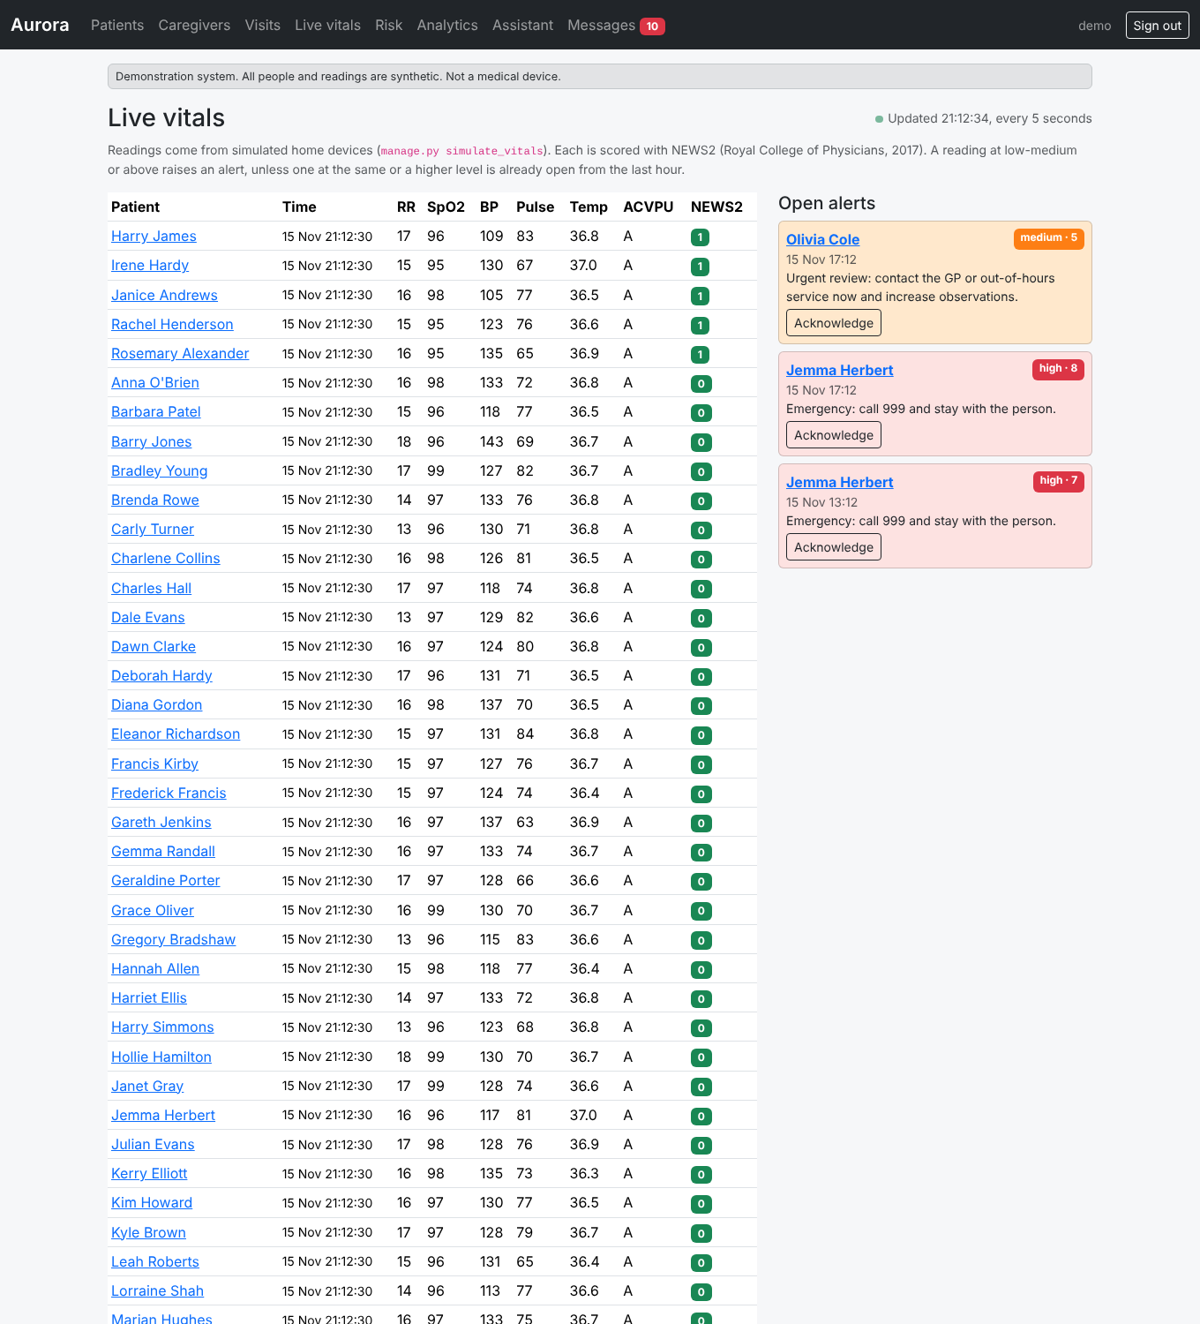 Aurora Patients Caregivers Visits Live vitals Risk Analytics Assistant Messages 10 demo Sign out
Demonstration system. All people and readings are synthetic. Not a medical device.
Live vitals
Updated 21:12:34, every 5 seconds
Readings come from simulated home devices (manage.py simulate_vitals). Each is scored with NEWS2 (Royal College of Physicians, 2017). A reading at low-medium
or above raises an alert, unless one at the same or a higher level is already open from the last hour.
Patient Time RR SpO2 BP Pulse Temp ACVPU NEWS2
Harry James 15 Nov 21:12:30 17 96 109 83 36.8 A 1
Irene Hardy 15 Nov 21:12:30 15 95 130 67 37.0 A 1
Janice Andrews 15 Nov 21:12:30 16 98 105 77 36.5 A 1
Rachel Henderson 15 Nov 21:12:30 15 95 123 76 36.6 A 1
Rosemary Alexander 15 Nov 21:12:30 16 95 135 65 36.9 A 1
Anna O'Brien 15 Nov 21:12:30 16 98 133 72 36.8 A 0
Barbara Patel 15 Nov 21:12:30 15 96 118 77 36.5 A 0
Barry Jones 15 Nov 21:12:30 18 96 143 69 36.7 A 0
Bradley Young 15 Nov 21:12:30 17 99 127 82 36.7 A 0
Brenda Rowe 15 Nov 21:12:30 14 97 133 76 36.8 A 0
Carly Turner 15 Nov 21:12:30 13 96 130 71 36.8 A 0
Charlene Collins 15 Nov 21:12:30 16 98 126 81 36.5 A 0
Charles Hall 15 Nov 21:12:30 17 97 118 74 36.8 A 0
Dale Evans 15 Nov 21:12:30 13 97 129 82 36.6 A 0
Dawn Clarke 15 Nov 21:12:30 16 97 124 80 36.8 A 0
Deborah Hardy 15 Nov 21:12:30 17 96 131 71 36.5 A 0
Diana Gordon 15 Nov 21:12:30 16 98 137 70 36.5 A 0
Eleanor Richardson 15 Nov 21:12:30 15 97 131 84 36.8 A 0
Francis Kirby 15 Nov 21:12:30 15 97 127 76 36.7 A 0
Frederick Francis 15 Nov 21:12:30 15 97 124 74 36.4 A 0
Gareth Jenkins 15 Nov 21:12:30 16 97 137 63 36.9 A 0
Gemma Randall 15 Nov 21:12:30 16 97 133 74 36.7 A 0
Geraldine Porter 15 Nov 21:12:30 17 97 128 66 36.6 A 0
Grace Oliver 15 Nov 21:12:30 16 99 130 70 36.7 A 0
Gregory Bradshaw 15 Nov 21:12:30 13 96 115 83 36.6 A 0
Hannah Allen 15 Nov 21:12:30 15 98 118 77 36.4 A 0
Harriet Ellis 15 Nov 21:12:30 14 97 133 72 36.8 A 0
Harry Simmons 15 Nov 21:12:30 13 96 123 68 36.8 A 0
Hollie Hamilton 15 Nov 21:12:30 18 99 130 70 36.7 A 0
Janet Gray 15 Nov 21:12:30 17 99 128 74 36.6 A 0
Jemma Herbert 15 Nov 21:12:30 16 96 117 81 37.0 A 0
Julian Evans 15 Nov 21:12:30 17 98 128 76 36.9 A 0
Kerry Elliott 15 Nov 21:12:30 16 98 135 73 36.3 A 0
Kim Howard 15 Nov 21:12:30 16 97 130 77 36.5 A 0
Kyle Brown 15 Nov 21:12:30 17 97 128 79 36.7 A 0
Leah Roberts 15 Nov 21:12:30 15 96 131 65 36.4 A 0
Lorraine Shah 15 Nov 21:12:30 14 96 113 77 36.6 A 0
Marian Hughes 15 Nov 21:12:30 16 97 133 75 36.7 A 0
Open alerts
Olivia Cole medium · 5
15 Nov 17:12
Urgent review: contact the GP or out-of-hours
service now and increase observations.
Acknowledge
Jemma Herbert high · 8
15 Nov 17:12
Emergency: call 999 and stay with the person.
Acknowledge
Jemma Herbert high · 7
15 Nov 13:12
Emergency: call 999 and stay with the person.
Acknowledge